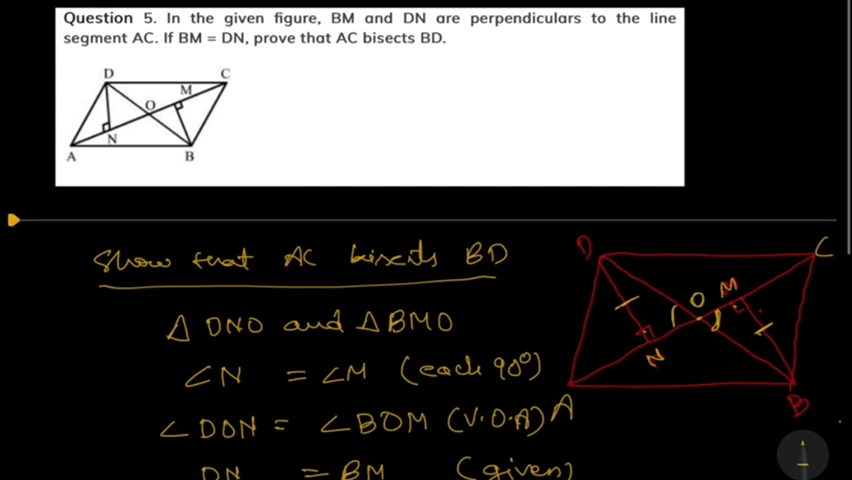 Question 5. In the given figure, BM and DN are perpendiculars to the line
segment AC. If BM = DN, prove that AC bisects BD.
D
C
M
O
N
A
B
Show that AC bisects BD
△ DNO and △ BMO
∠N = ∠M (each 90°)
∠DON = ∠BOM (V.O.A)
DN = BM (given)
D
C
O
M
N
A
B